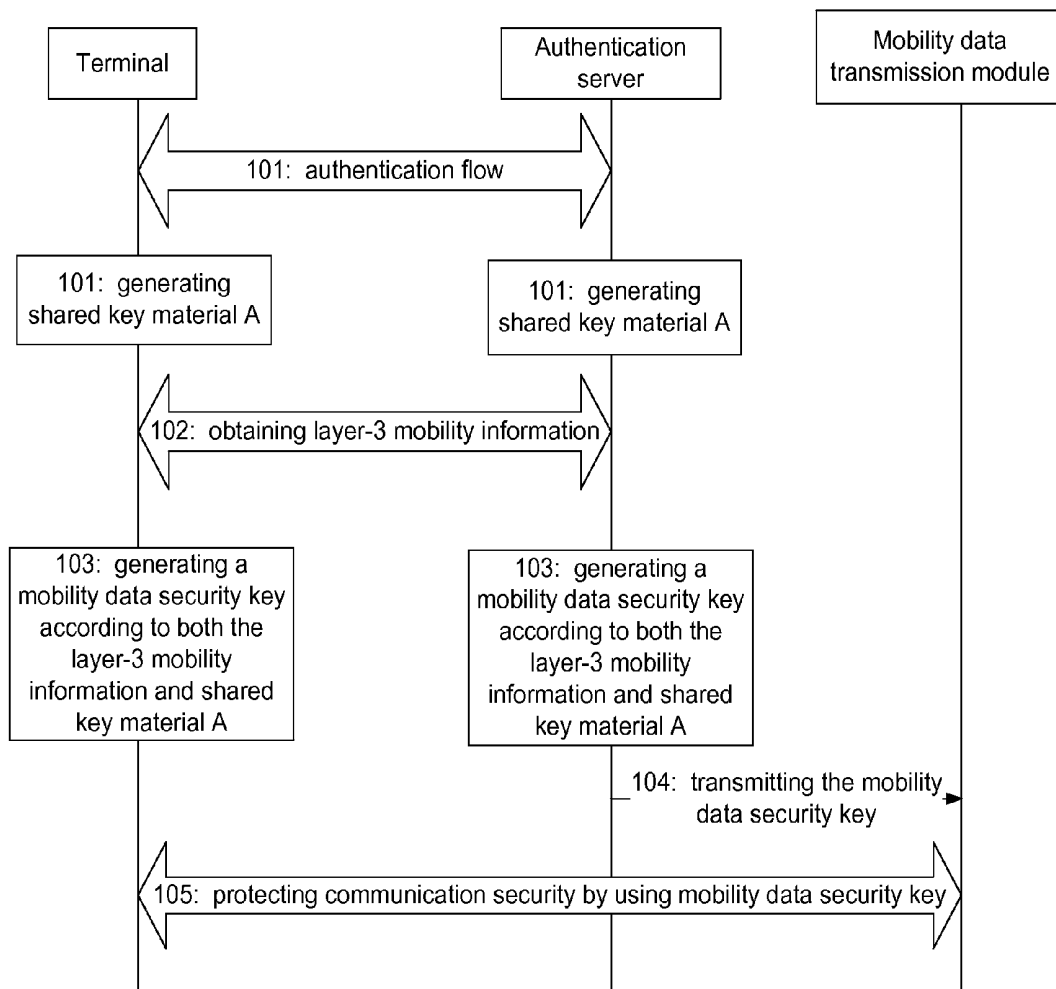 Terminal
Authentication
server
Mobility data
transmission module
101: authentication flow
101: generating
shared key material A
101: generating
shared key material A
102: obtaining layer-3 mobility information
103: generating a
mobility data security key
according to both the
layer-3 mobility
information and shared
key material A
103: generating a
mobility data security key
according to both the
layer-3 mobility
information and shared
key material A
104: transmitting the mobility
data security key
105: protecting communication security by using mobility data security key